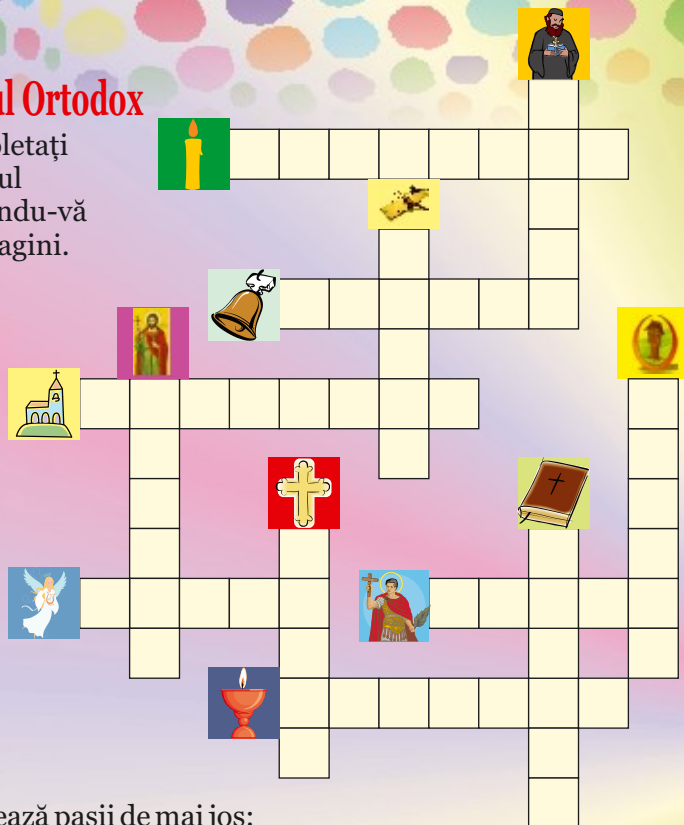 ul Ortodox
pletați
ul
ndu-vă
agini.
ează pașii de mai jos: